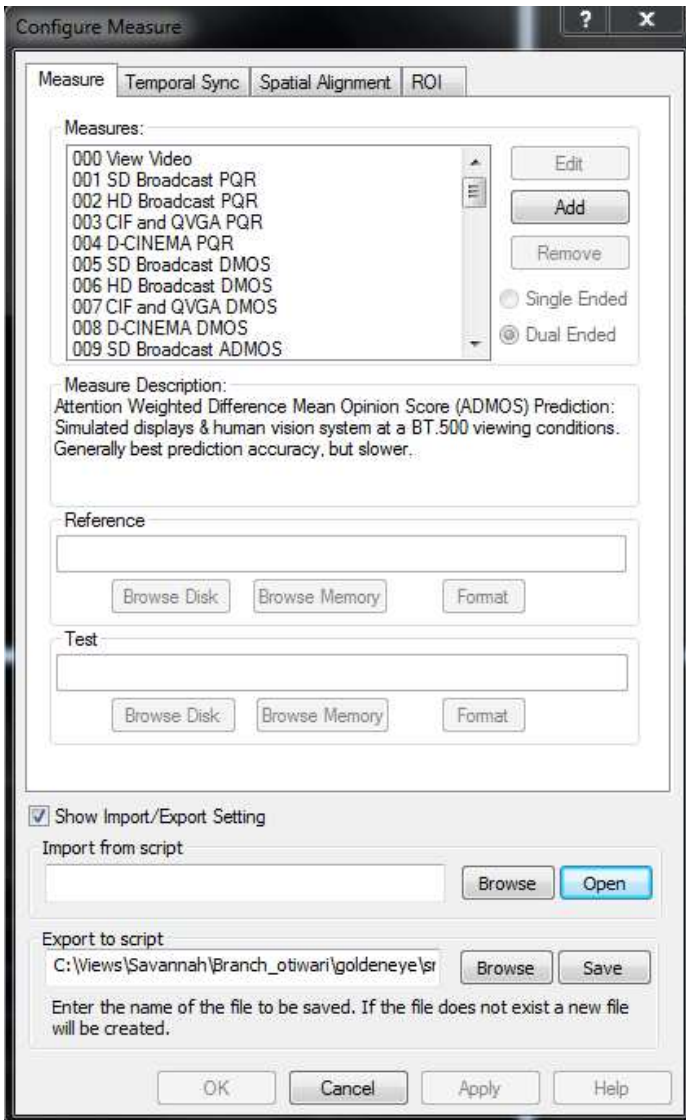 Configure Measure
?
x
Measure Temporal Sync Spatial Alignment ROI
Measures:
000 View Video
001 SD Broadcast PQR
002 HD Broadcast PQR
003 CIF and QVGA PQR
004 D-CINEMA PQR
005 SD Broadcast DMOS
006 HD Broadcast DMOS
007 CIF and QVGA DMOS
008 D-CINEMA DMOS
009 SD Broadcast ADMOS
Edit
Add
Remove
Single Ended
Dual Ended
Measure Description:
Attention Weighted Difference Mean Opinion Score (ADMOS) Prediction:
Simulated displays & human vision system at a BT.500 viewing conditions.
Generally best prediction accuracy, but slower.
Reference
Browse Disk Browse Memory Format
Test
Browse Disk Browse Memory Format
Show Import/Export Setting
Import from script
Browse Open
Export to script
C:\Views\Savannah\Branch_otiwari\goldeneye\sr
Browse Save
Enter the name of the file to be saved. If the file does not exist a new file
will be created.
OK Cancel Apply Help